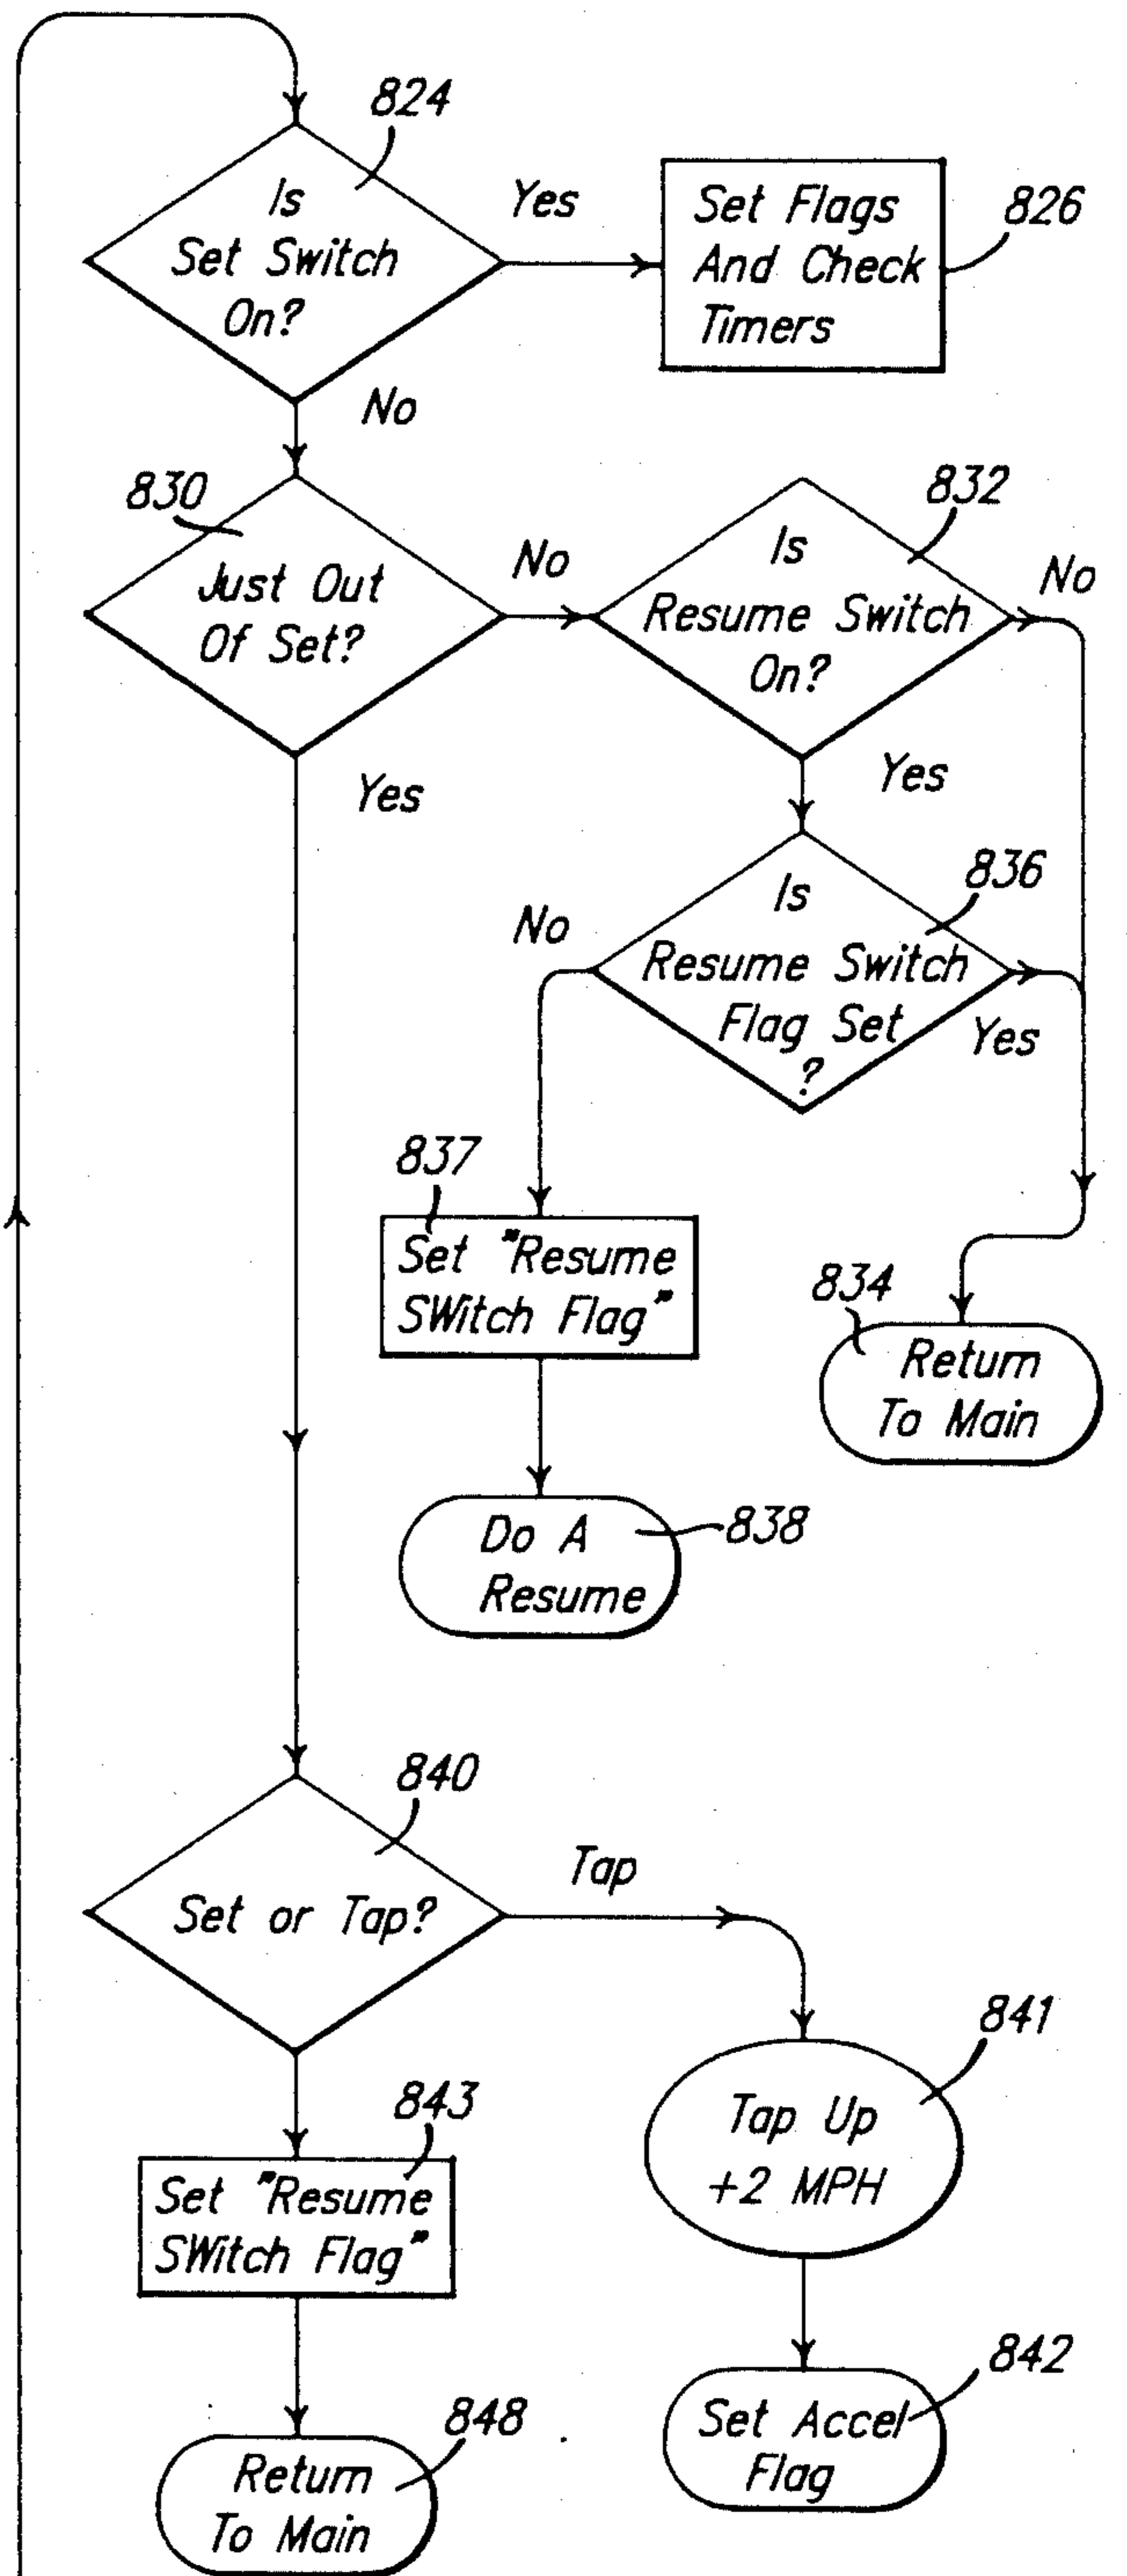 824
Is
Set Switch
On?
Yes
Set Flags
And Check
Timers
826
No
830
Just Out
Of Set?
No
832
Is
Resume Switch
On?
No
Yes
Yes
836
Is
Resume Switch
Flag Set
?
No
Yes
837
Set "Resume
SWitch Flag"
834
Return
To Main
Do A
Resume
838
840
Set or Tap?
Tap
841
Tap Up
+2 MPH
843
Set "Resume
SWitch Flag"
842
Set Accel
Flag
848
Return
To Main